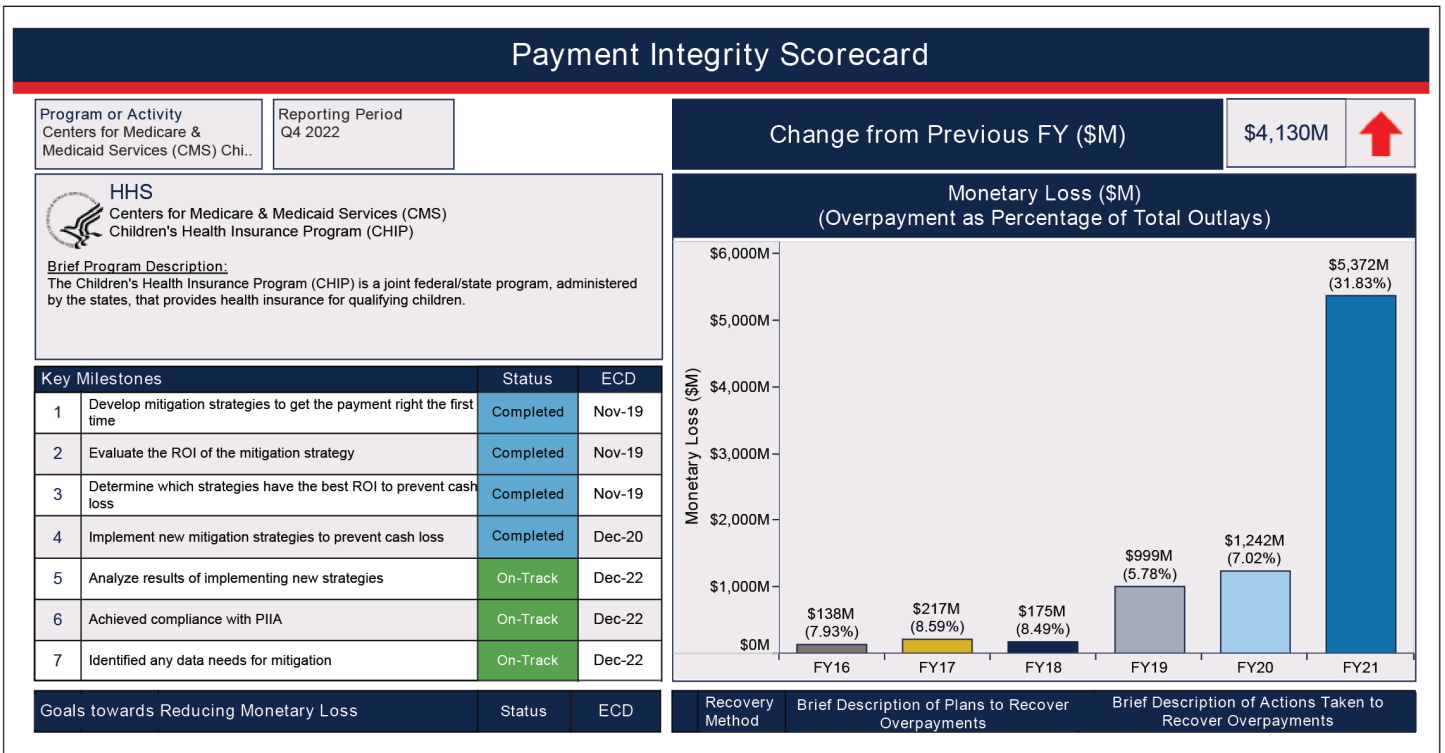 Payment Integrity Scorecard
Program or Activity
Centers for Medicare &
Medicaid Services (CMS) Chi..
Reporting Period
Q4 2022
HHS
Centers for Medicare & Medicaid Services (CMS)
Children's Health Insurance Program (CHIP)
Brief Program Description:
The Children's Health Insurance Program (CHIP) is a joint federal/state program, administered
by the states, that provides health insurance for qualifying children.
Key Milestones Status ECD
1 Develop mitigation strategies to get the payment right the first
time Completed Nov-19
2 Evaluate the ROI of the mitigation strategy Completed Nov-19
3 Determine which strategies have the best ROI to prevent cash
loss Completed Nov-19
4 Implement new mitigation strategies to prevent cash loss Completed Dec-20
5 Analyze results of implementing new strategies On-Track Dec-22
6 Achieved compliance with PIIA On-Track Dec-22
7 Identified any data needs for mitigation On-Track Dec-22
Goals towards Reducing Monetary Loss Status ECD
Change from Previous FY ($M) $4,130M
Monetary Loss ($M)
(Overpayment as Percentage of Total Outlays)
Monetary Loss ($M)
$6,000M
$5,000M
$4,000M
$3,000M
$2,000M
$1,000M
$0M
$138M
(7.93%)
$217M
(8.59%)
$175M
(8.49%)
$999M
(5.78%)
$1,242M
(7.02%)
$5,372M
(31.83%)
FY16 FY17 FY18 FY19 FY20 FY21
Recovery
Method
Brief Description of Plans to Recover
Overpayments
Brief Description of Actions Taken to
Recover Overpayments